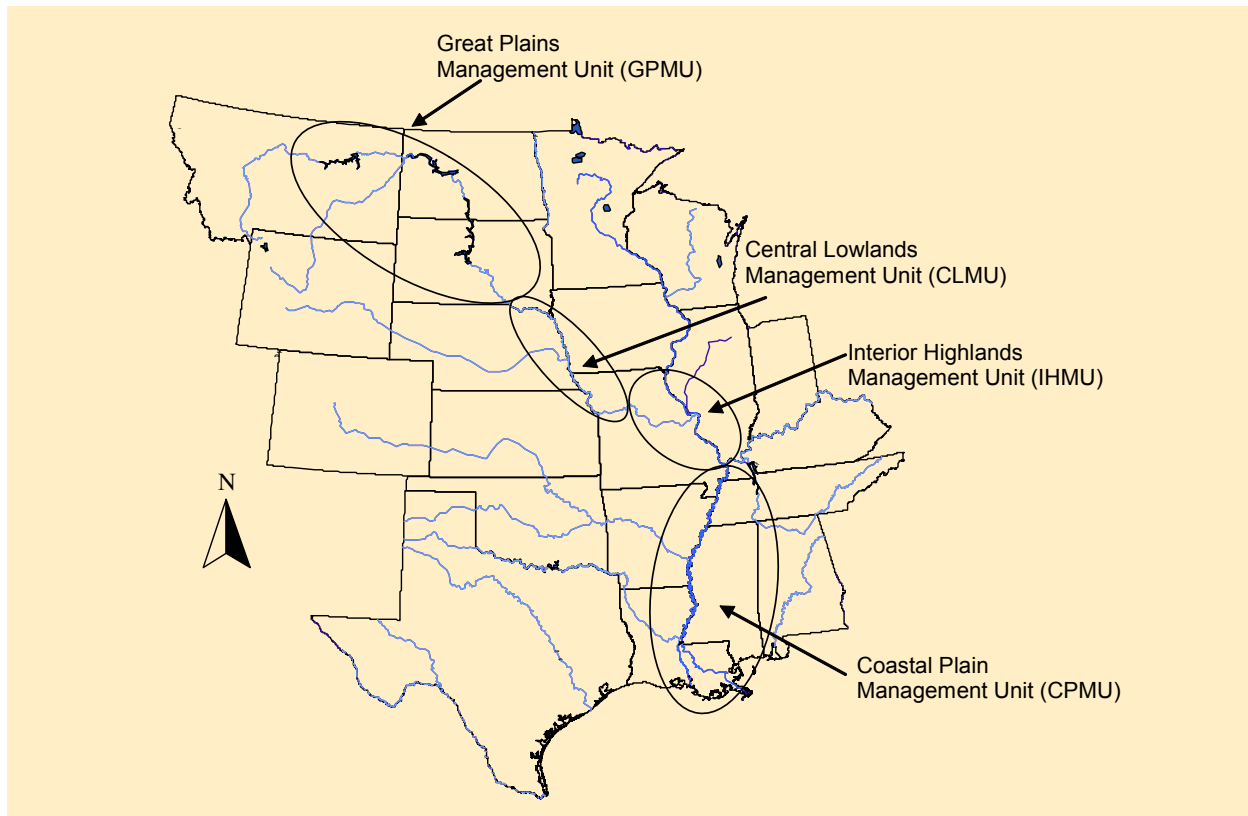 Great Plains
Management Unit (GPMU)
Central Lowlands
Management Unit (CLMU)
Interior Highlands
Management Unit (IHMU)
N
Coastal Plain
Management Unit (CPMU)